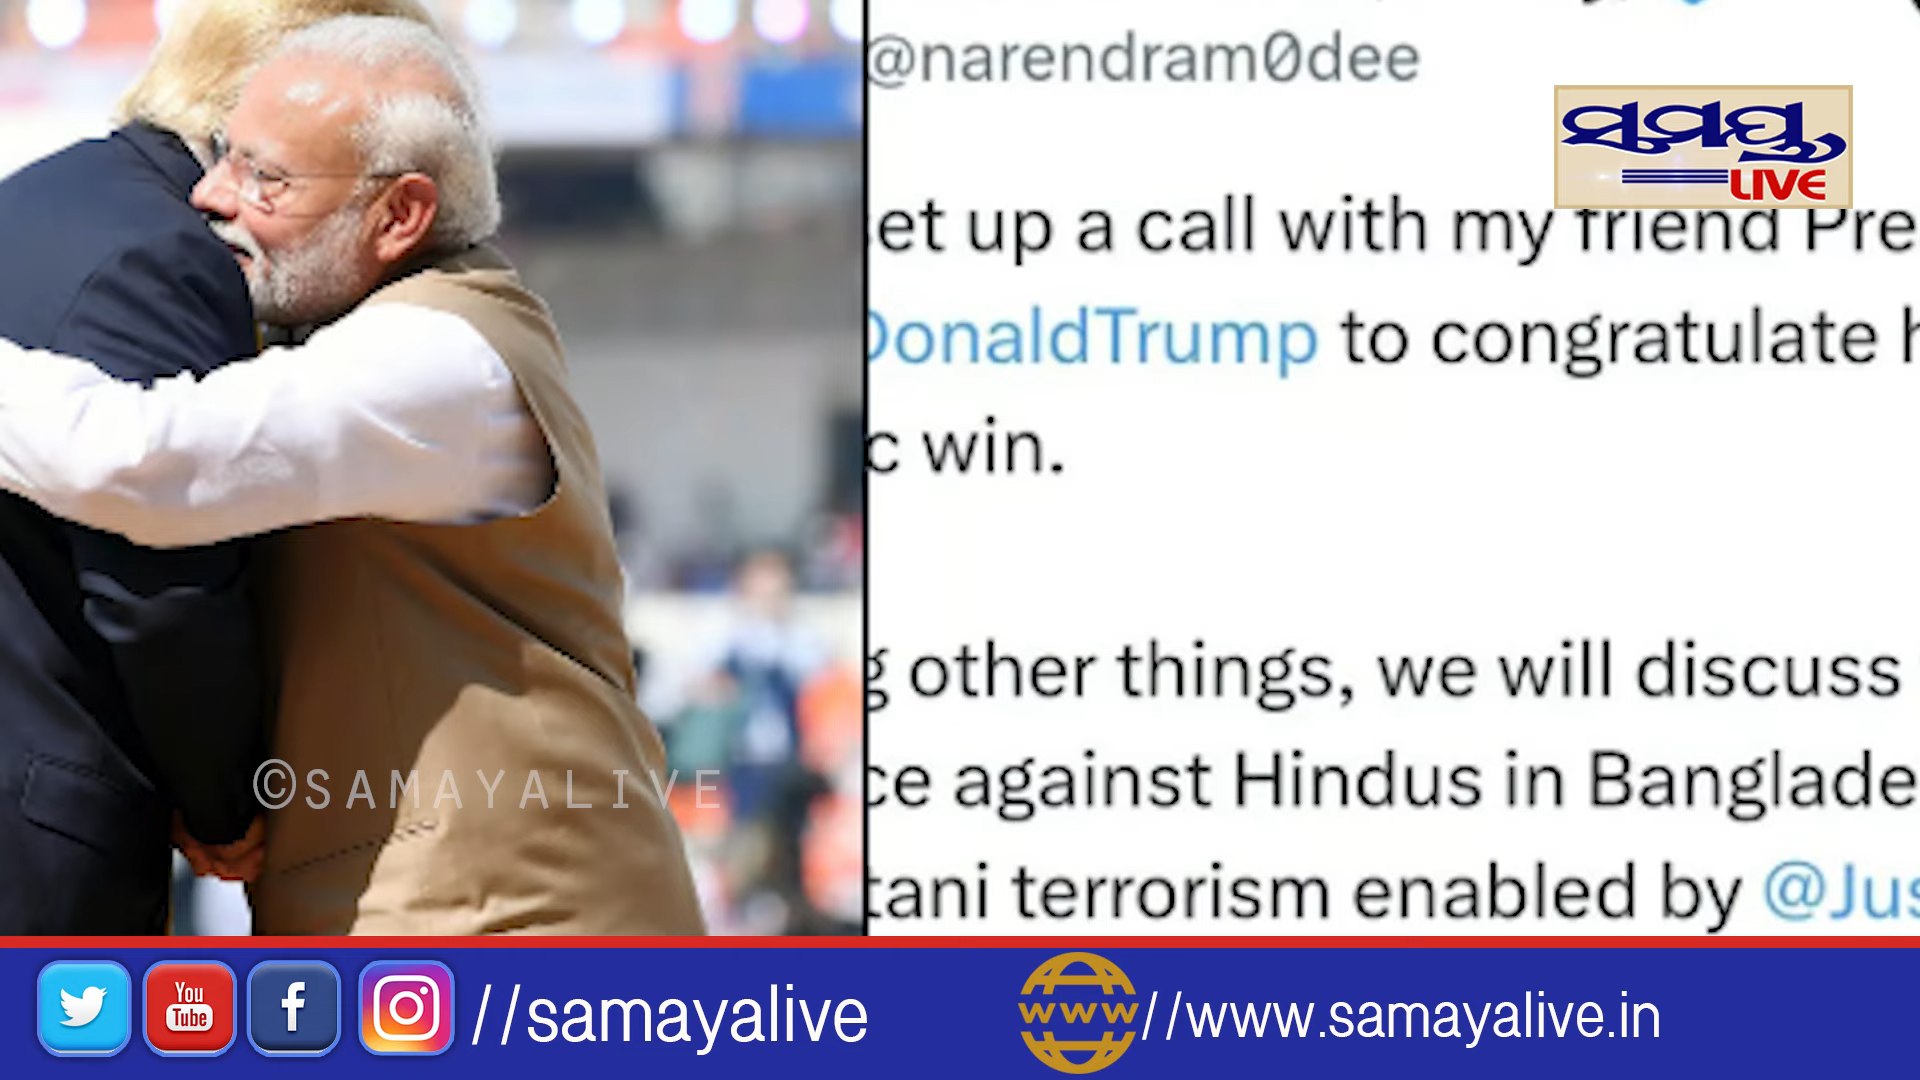 @narendram0dee
ସମୟ
LIVE
set up a call with my friend Pre
DonaldTrump to congratulate h
c win.
g other things, we will discuss
ce against Hindus in Banglade
tani terrorism enabled by @Jus
©SAMAYALIVE
You
Tube
f
//samayalive
www//www.samayalive.in